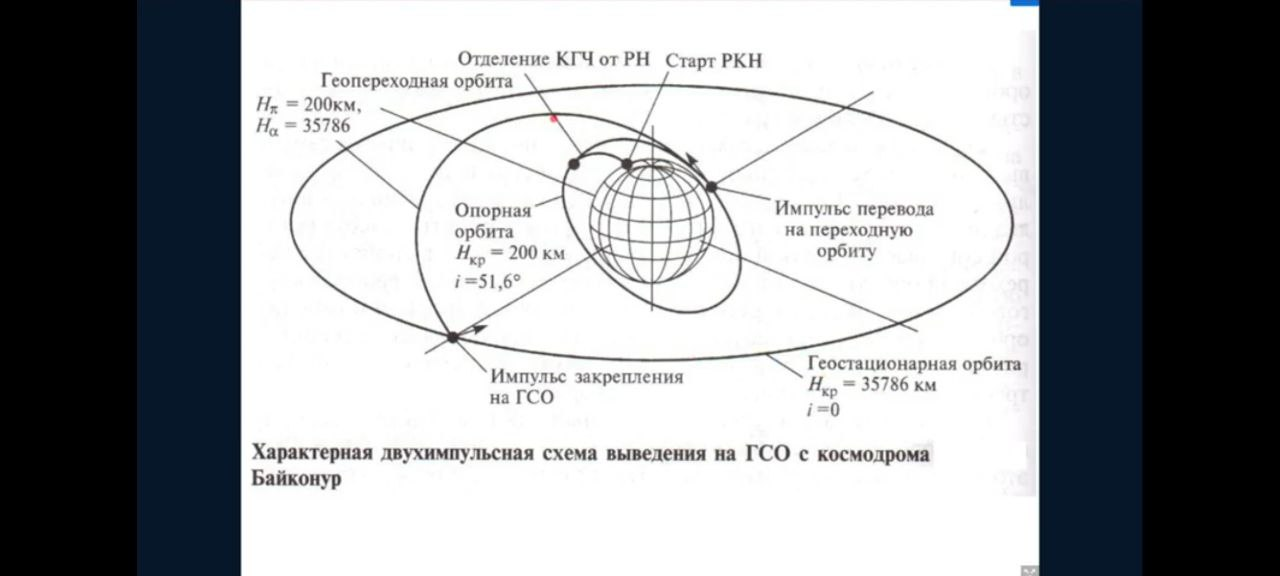 Отделение КГЧ от РН
Старт РКН
Геопереходная орбита
Hπ = 200км,
Hα = 35786
Опорная
орбита
Hкр = 200 км
i =51,6°
Импульс перевода
на переходную
орбиту
Импульс закрепления
на ГСО
Геостационарная орбита
Hкр = 35786 км
i =0
Характерная двухимпульсная схема выведения на ГСО с космодрома
Байконур